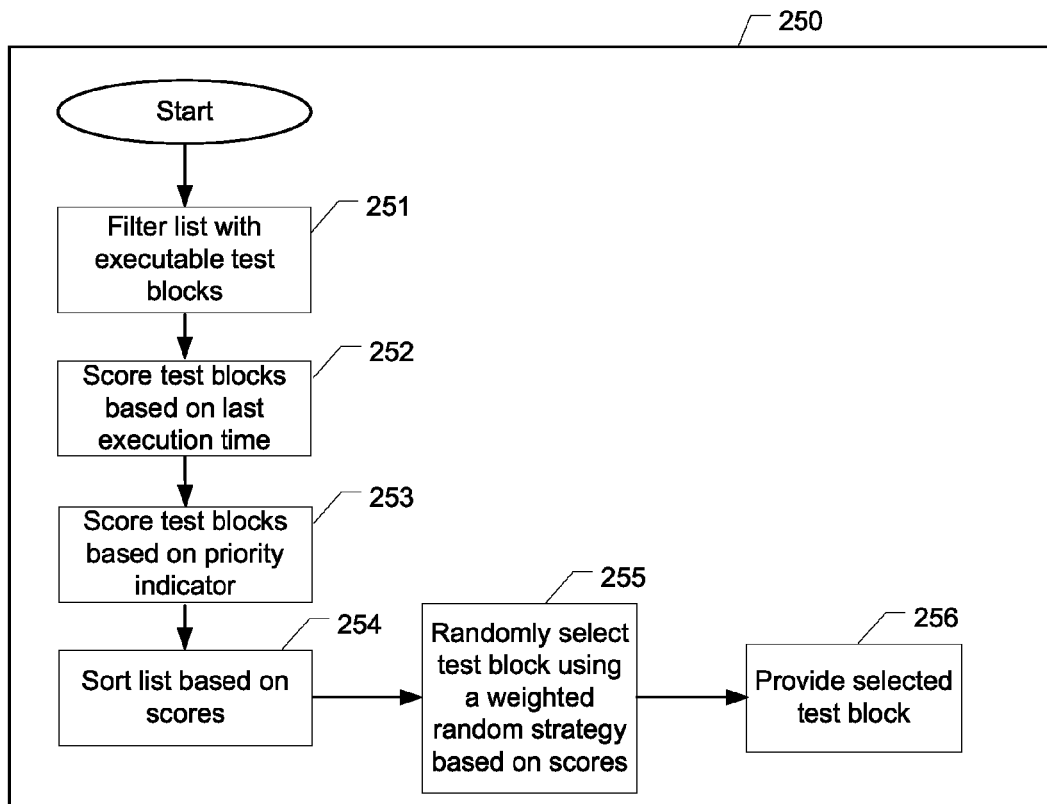 250
Start
251
Filter list with
executable test
blocks
252
Score test blocks
based on last
execution time
253
Score test blocks
based on priority
indicator
254
Sort list based on
scores
255
Randomly select
test block using
a weighted
random strategy
based on scores
256
Provide selected
test block